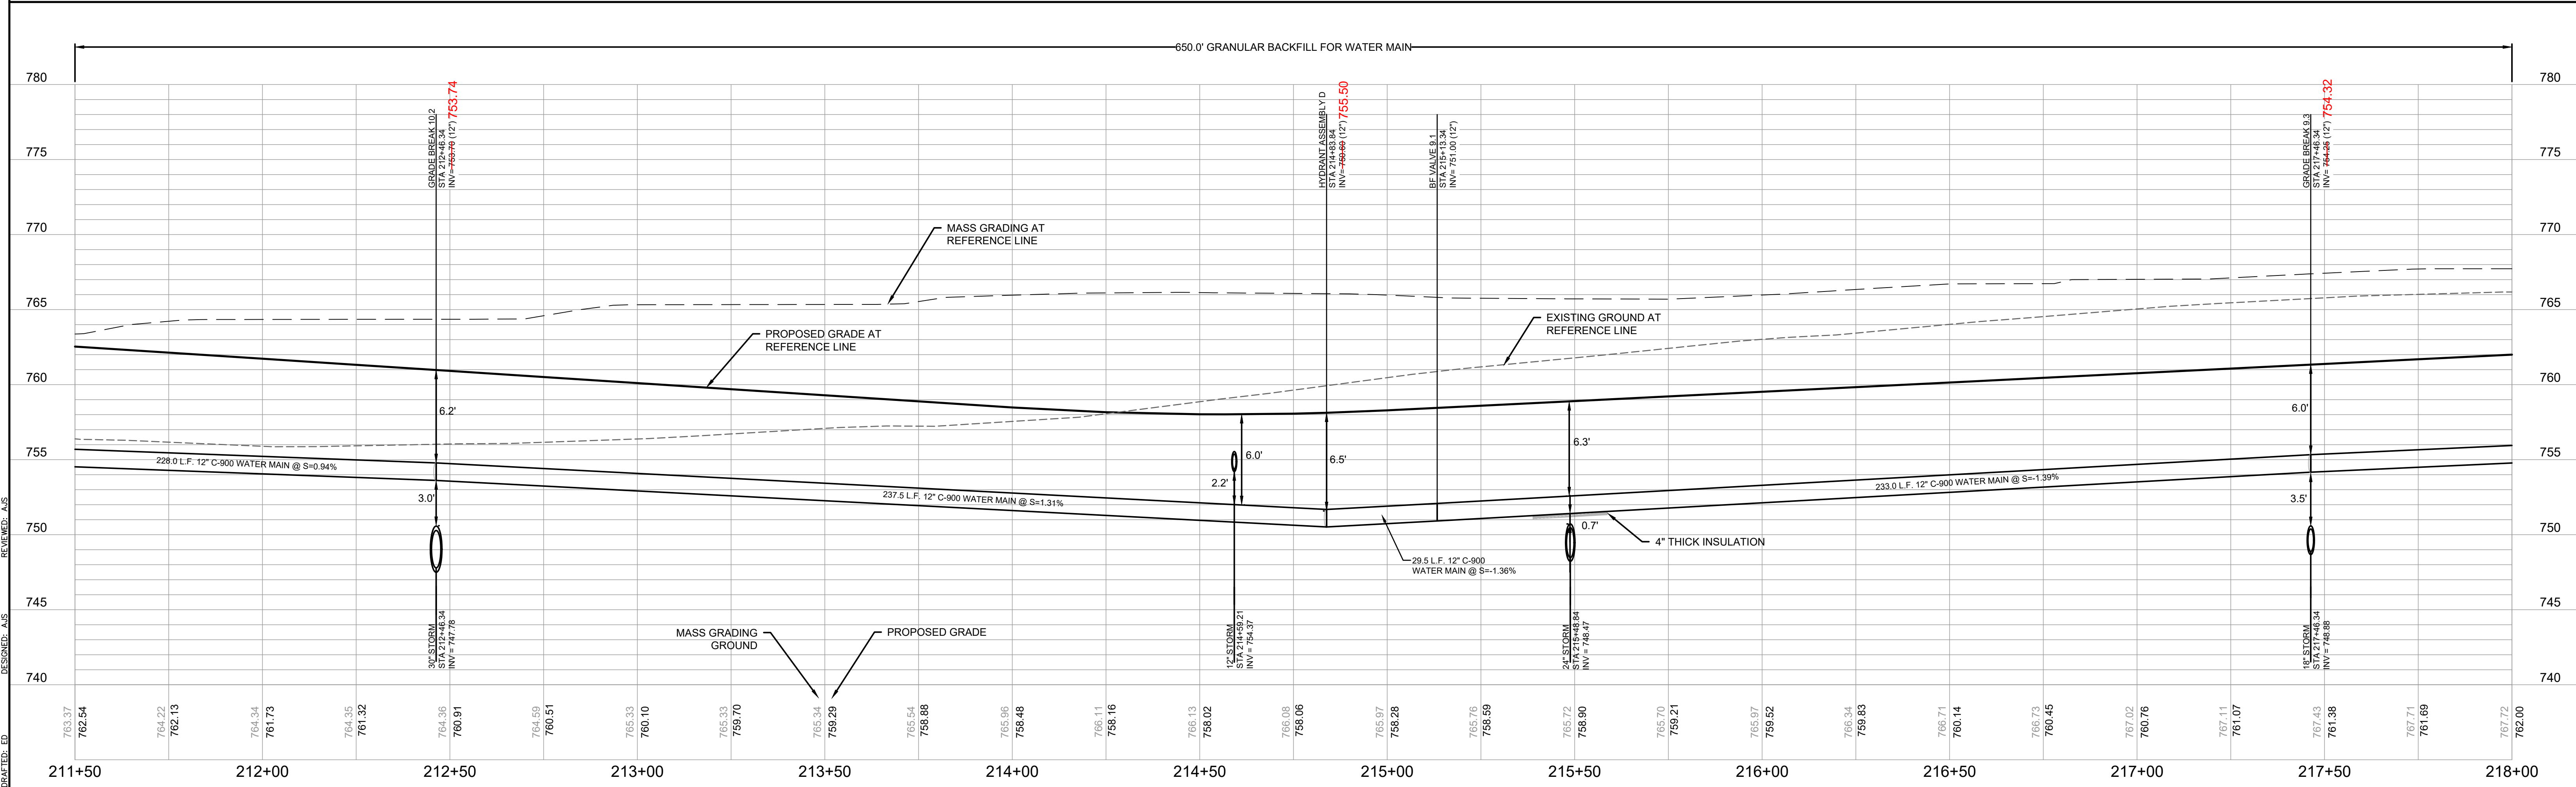 650.0' GRANULAR BACKFILL FOR WATER MAIN
780
775
770
765
760
755
750
745
740
780
775
770
765
760
755
750
745
740
GRADE BREAK 10.2
STA 212+46.34
INV= 753.70 (12") 753.74
HYDRANT ASSEMBLY D
STA 214+83.84
INV= (12") 755.50
BF VALVE 9.1
STA 215+13.34
INV= 751.00 (12")
GRADE BREAK 9.3
STA 217+46.34
INV= 754.25 (12") 754.32
MASS GRADING AT
REFERENCE LINE
PROPOSED GRADE AT
REFERENCE LINE
EXISTING GROUND AT
REFERENCE LINE
6.2'
3.0'
6.0'
2.2'
6.5'
6.3'
0.7'
6.0'
3.5'
228.0 L.F. 12" C-900 WATER MAIN @ S=0.94%
237.5 L.F. 12" C-900 WATER MAIN @ S=1.31%
29.5 L.F. 12" C-900
WATER MAIN @ S=-1.36%
233.0 L.F. 12" C-900 WATER MAIN @ S=-1.39%
4" THICK INSULATION
30" STORM
STA 212+46.34
INV = 747.78
12" STORM
STA 214+59.21
INV = 754.37
24" STORM
STA 215+48.84
INV = 748.47
18" STORM
STA 217+46.34
INV = 748.88
MASS GRADING
GROUND
PROPOSED GRADE
763.37
762.54
764.22
762.13
764.34
761.73
764.35
761.32
764.36
760.91
764.59
760.51
765.33
760.10
765.33
759.70
765.34
759.29
765.54
758.88
765.96
758.48
766.11
758.16
766.13
758.02
766.08
758.06
765.97
758.28
765.76
758.59
765.72
758.90
765.70
759.21
765.97
759.52
766.34
759.83
766.71
760.14
766.73
760.45
767.02
760.76
767.11
761.07
767.43
761.38
767.71
761.69
767.72
762.00
211+50
212+00
212+50
213+00
213+50
214+00
214+50
215+00
215+50
216+00
216+50
217+00
217+50
218+00
DRAFTED: ED
DESIGNED: AJS
REVIEWED: AJS